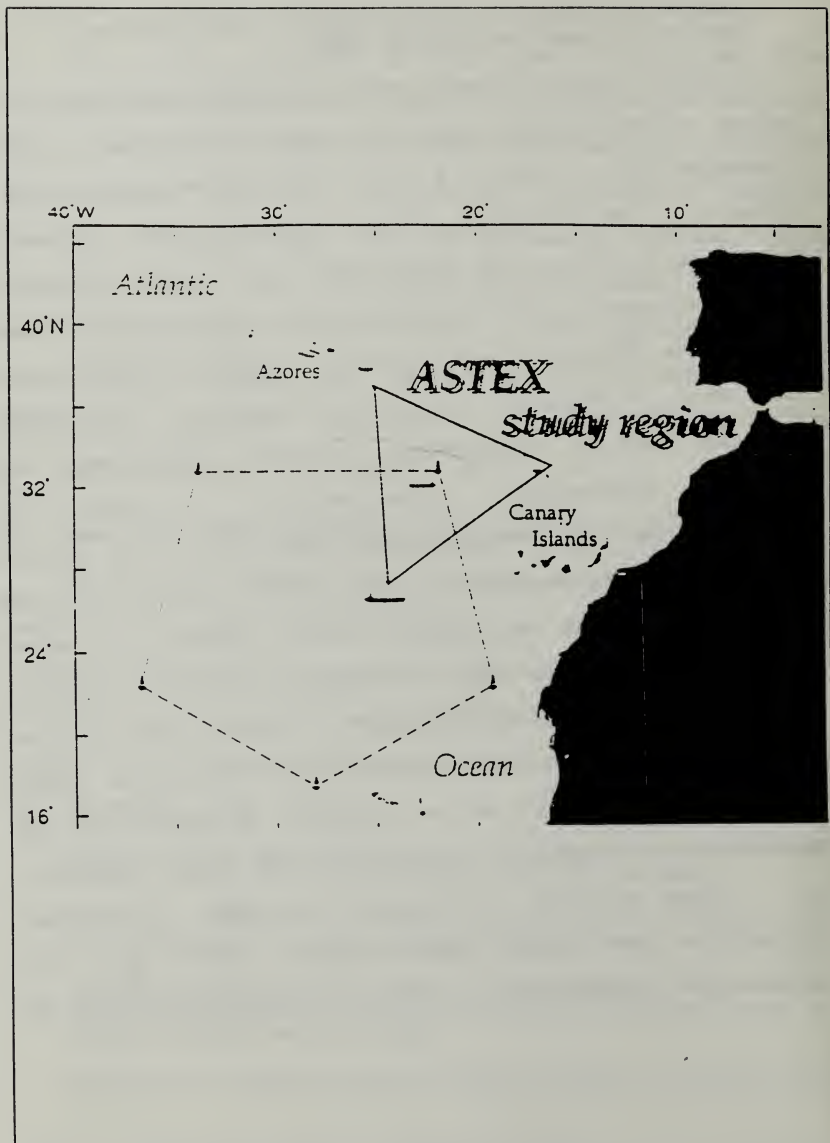 40°W 30° 20° 10°
Atlantic
40°N
Azores
ASTEX
study region
32°
Canary
Islands
24°
Ocean
16°